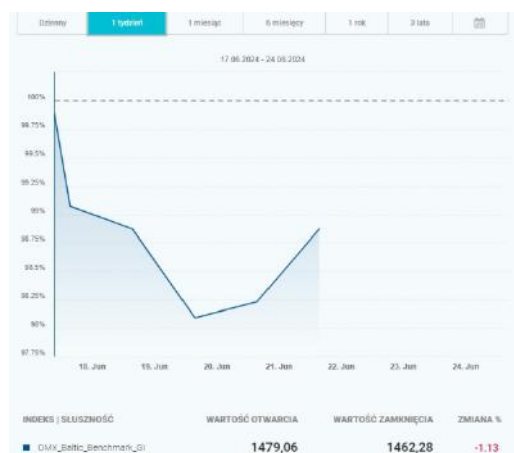 Dzienny 1 tydzień 1 miesiąc 6 miesięcy 1 rok 3 lata
17.06.2024 - 24.06.2024
100%
99.75%
99.5%
99.25%
99%
98.75%
98.5%
98.25%
98%
97.75%
18. Jun 19. Jun 20. Jun 21. Jun 22. Jun 23. Jun 24. Jun
INDEKS | SŁUSZNOŚĆ WARTOŚĆ OTWARCIA WARTOŚĆ ZAMKNIĘCIA ZMIANA %
OMX_Baltic_Benchmark_GI 1479,06 1462,28 -1.13